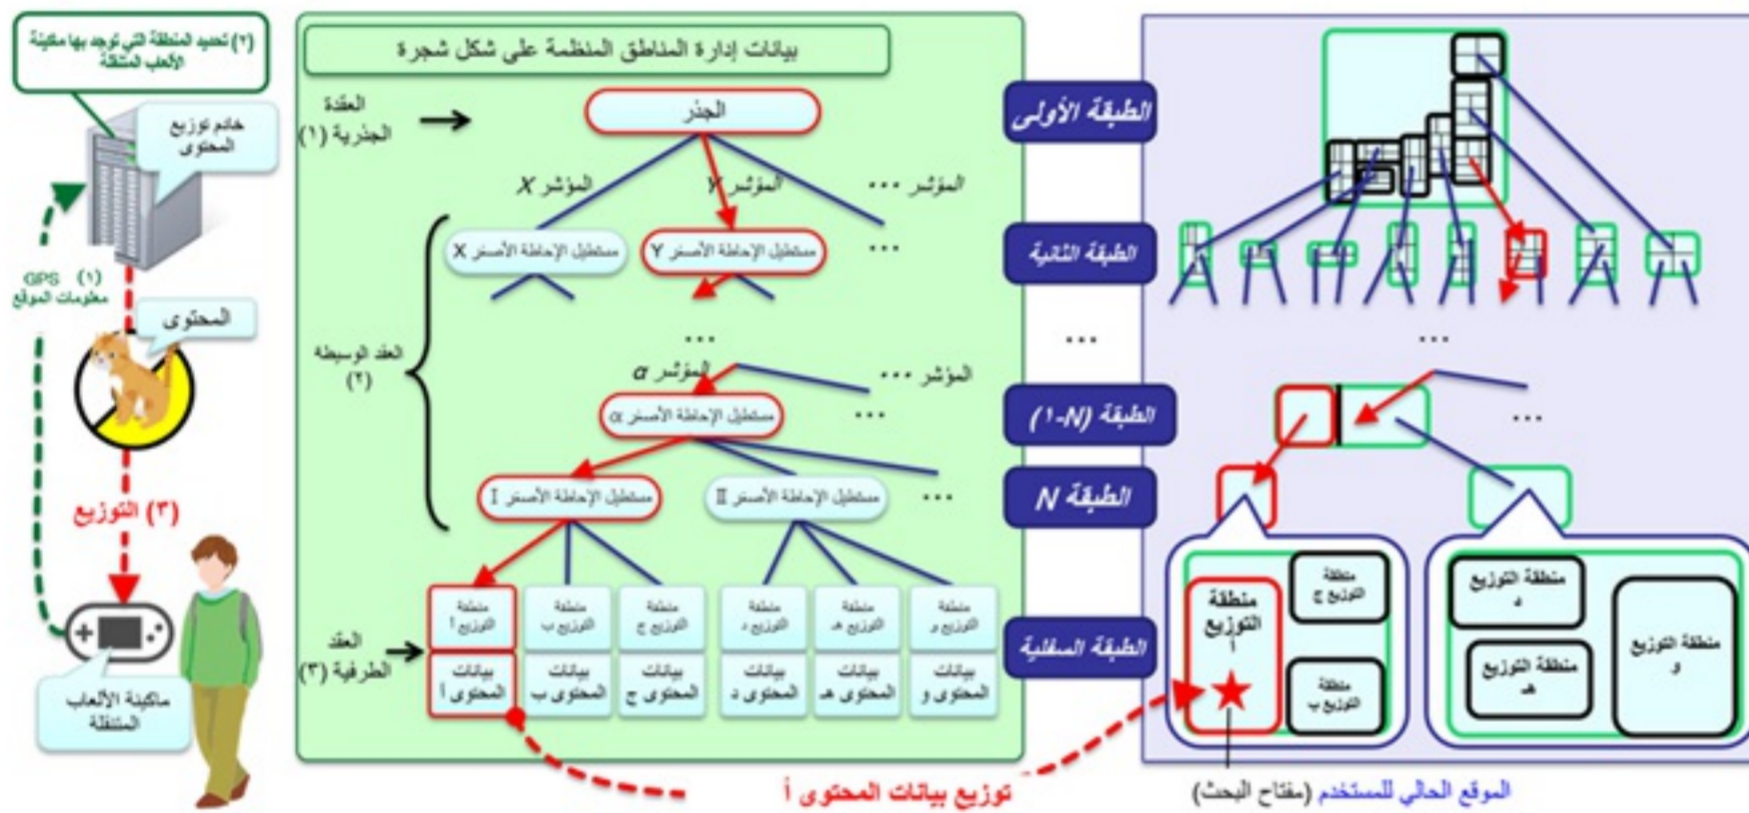 (٢) تحديد المنطقة التي توجد بها ماكينة
الألعاب المتنقلة
خادم توزيع
المحتوى
(١) GPS
معلومات الموقع
المحتوى
(٣) التوزيع
ماكينة الألعاب
المتنقلة
بيانات إدارة المناطق المنظمة على شكل شجرة
العقدة
الجذرية (١)
الجذر
المؤشر X
المؤشر Y
المؤشر ...
مستطيل الإحاطة الأصغر X
مستطيل الإحاطة الأصغر Y
...
...
العقد الوسيطة
(٢)
المؤشر α
المؤشر ...
مستطيل الإحاطة الأصغر α
...
مستطيل الإحاطة الأصغر I
مستطيل الإحاطة الأصغر II
...
العقد
الطرفية (٣)
منطقة
التوزيع أ
منطقة
التوزيع ب
منطقة
التوزيع ج
منطقة
التوزيع د
منطقة
التوزيع هـ
منطقة
التوزيع و
بيانات
المحتوى أ
بيانات
المحتوى ب
بيانات
المحتوى ج
بيانات
المحتوى د
بيانات
المحتوى هـ
بيانات
المحتوى و
توزيع بيانات المحتوى أ
الطبقة الأولى
الطبقة الثانية
...
الطبقة (N-١)
الطبقة N
الطبقة السفلية
...
...
منطقة
التوزيع
أ
منطقة
التوزيع ج
منطقة
التوزيع ب
منطقة التوزيع
د
منطقة التوزيع
هـ
منطقة التوزيع
و
الموقع الحالي للمستخدم (مفتاح البحث)